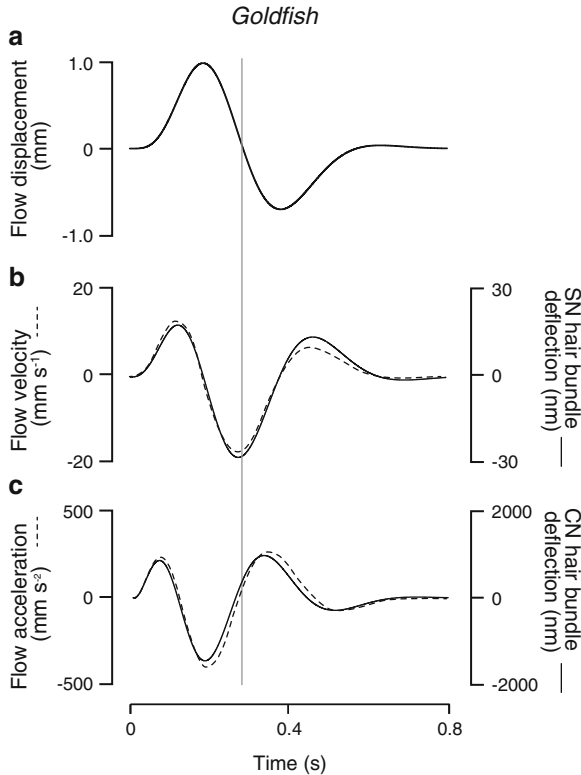 Goldfish
a
Flow displacement
(mm)
1.0
0
-1.0
b
Flow velocity
(mm s-1)
20
0
-20
30
0
-30
SN hair bundle
deflection (nm)
c
Flow acceleration
(mm s-2)
500
0
-500
2000
0
-2000
CN hair bundle
deflection (nm)
0
0.4
0.8
Time (s)